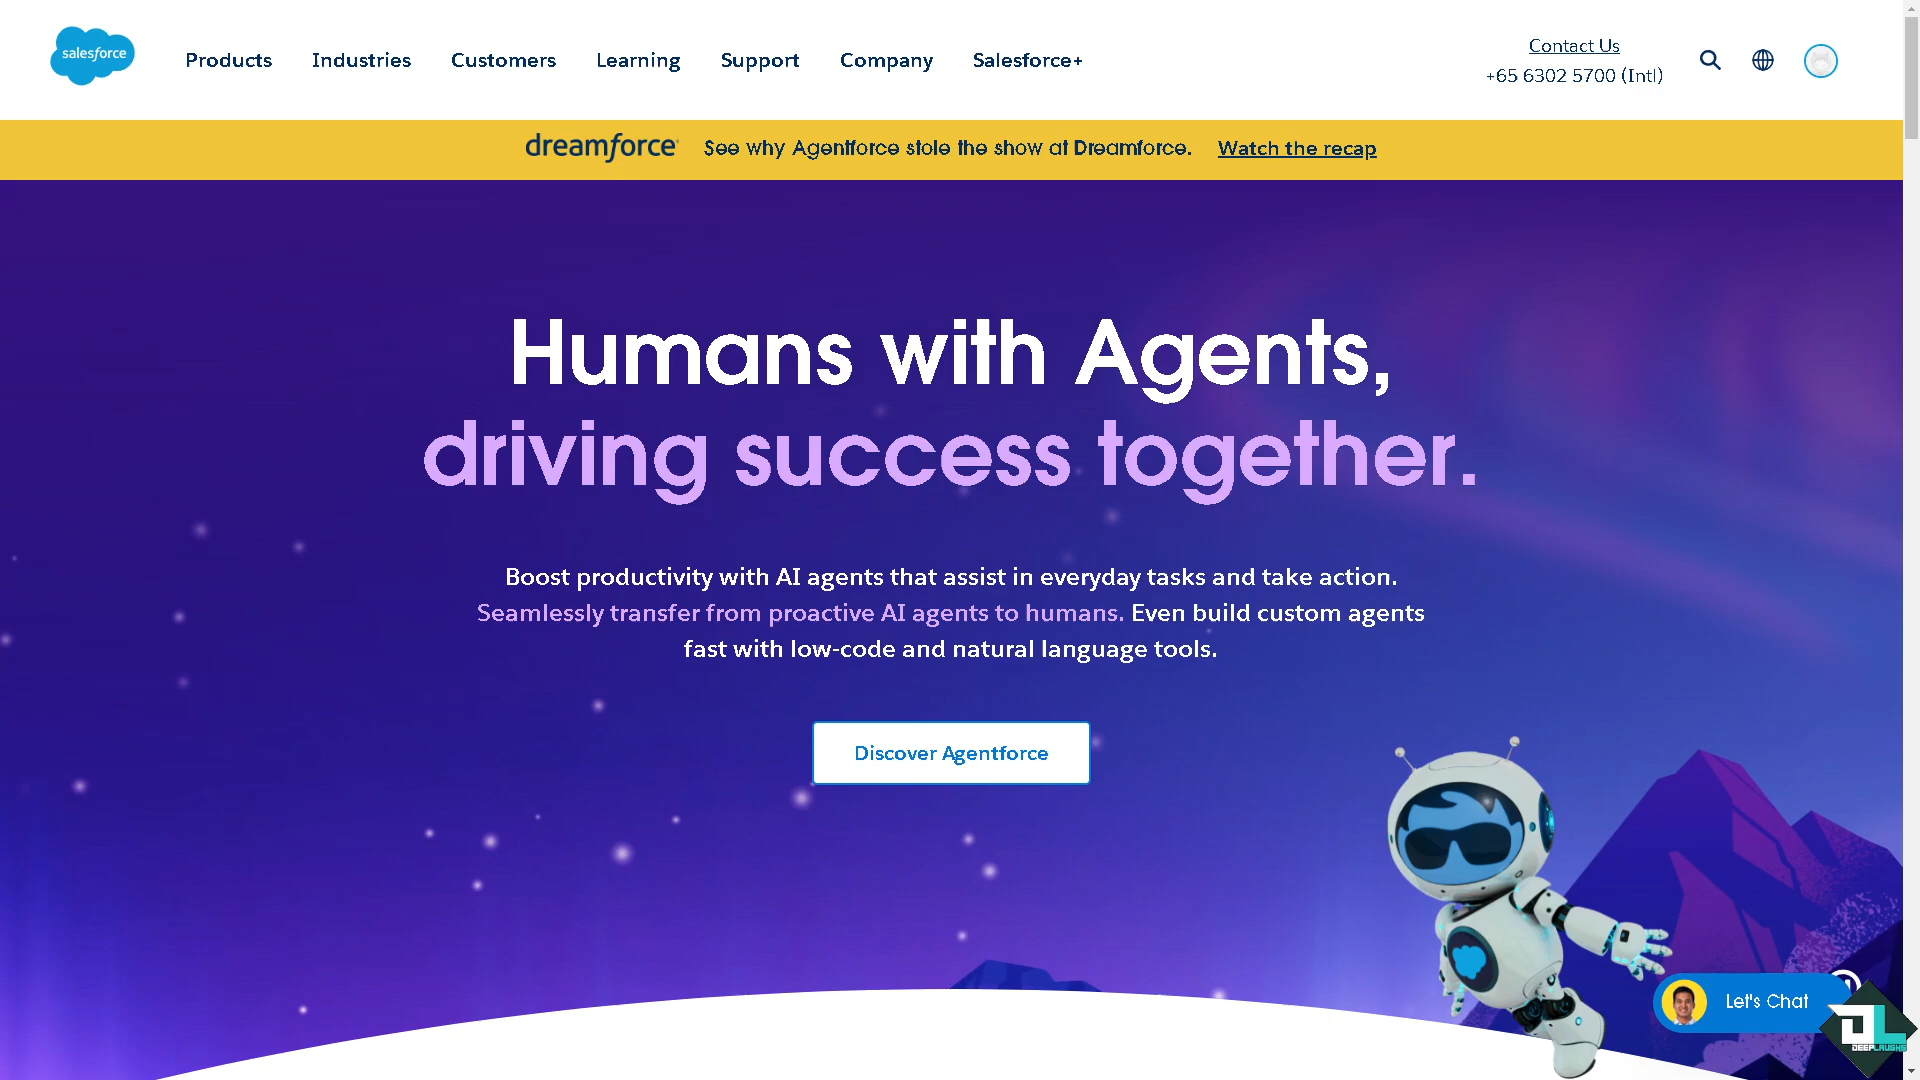 salesforce
Products
Industries
Customers
Learning
Support
Company
Salesforce+
Contact Us
+65 6302 5700 (Intl)
dreamforce See why Agentforce stole the show at Dreamforce. Watch the recap
Humans with Agents,
driving success together.
Boost productivity with AI agents that assist in everyday tasks and take action.
Seamlessly transfer from proactive AI agents to humans. Even build custom agents
fast with low-code and natural language tools.
Discover Agentforce
Let's Chat
DL
DEEPLAUGHS